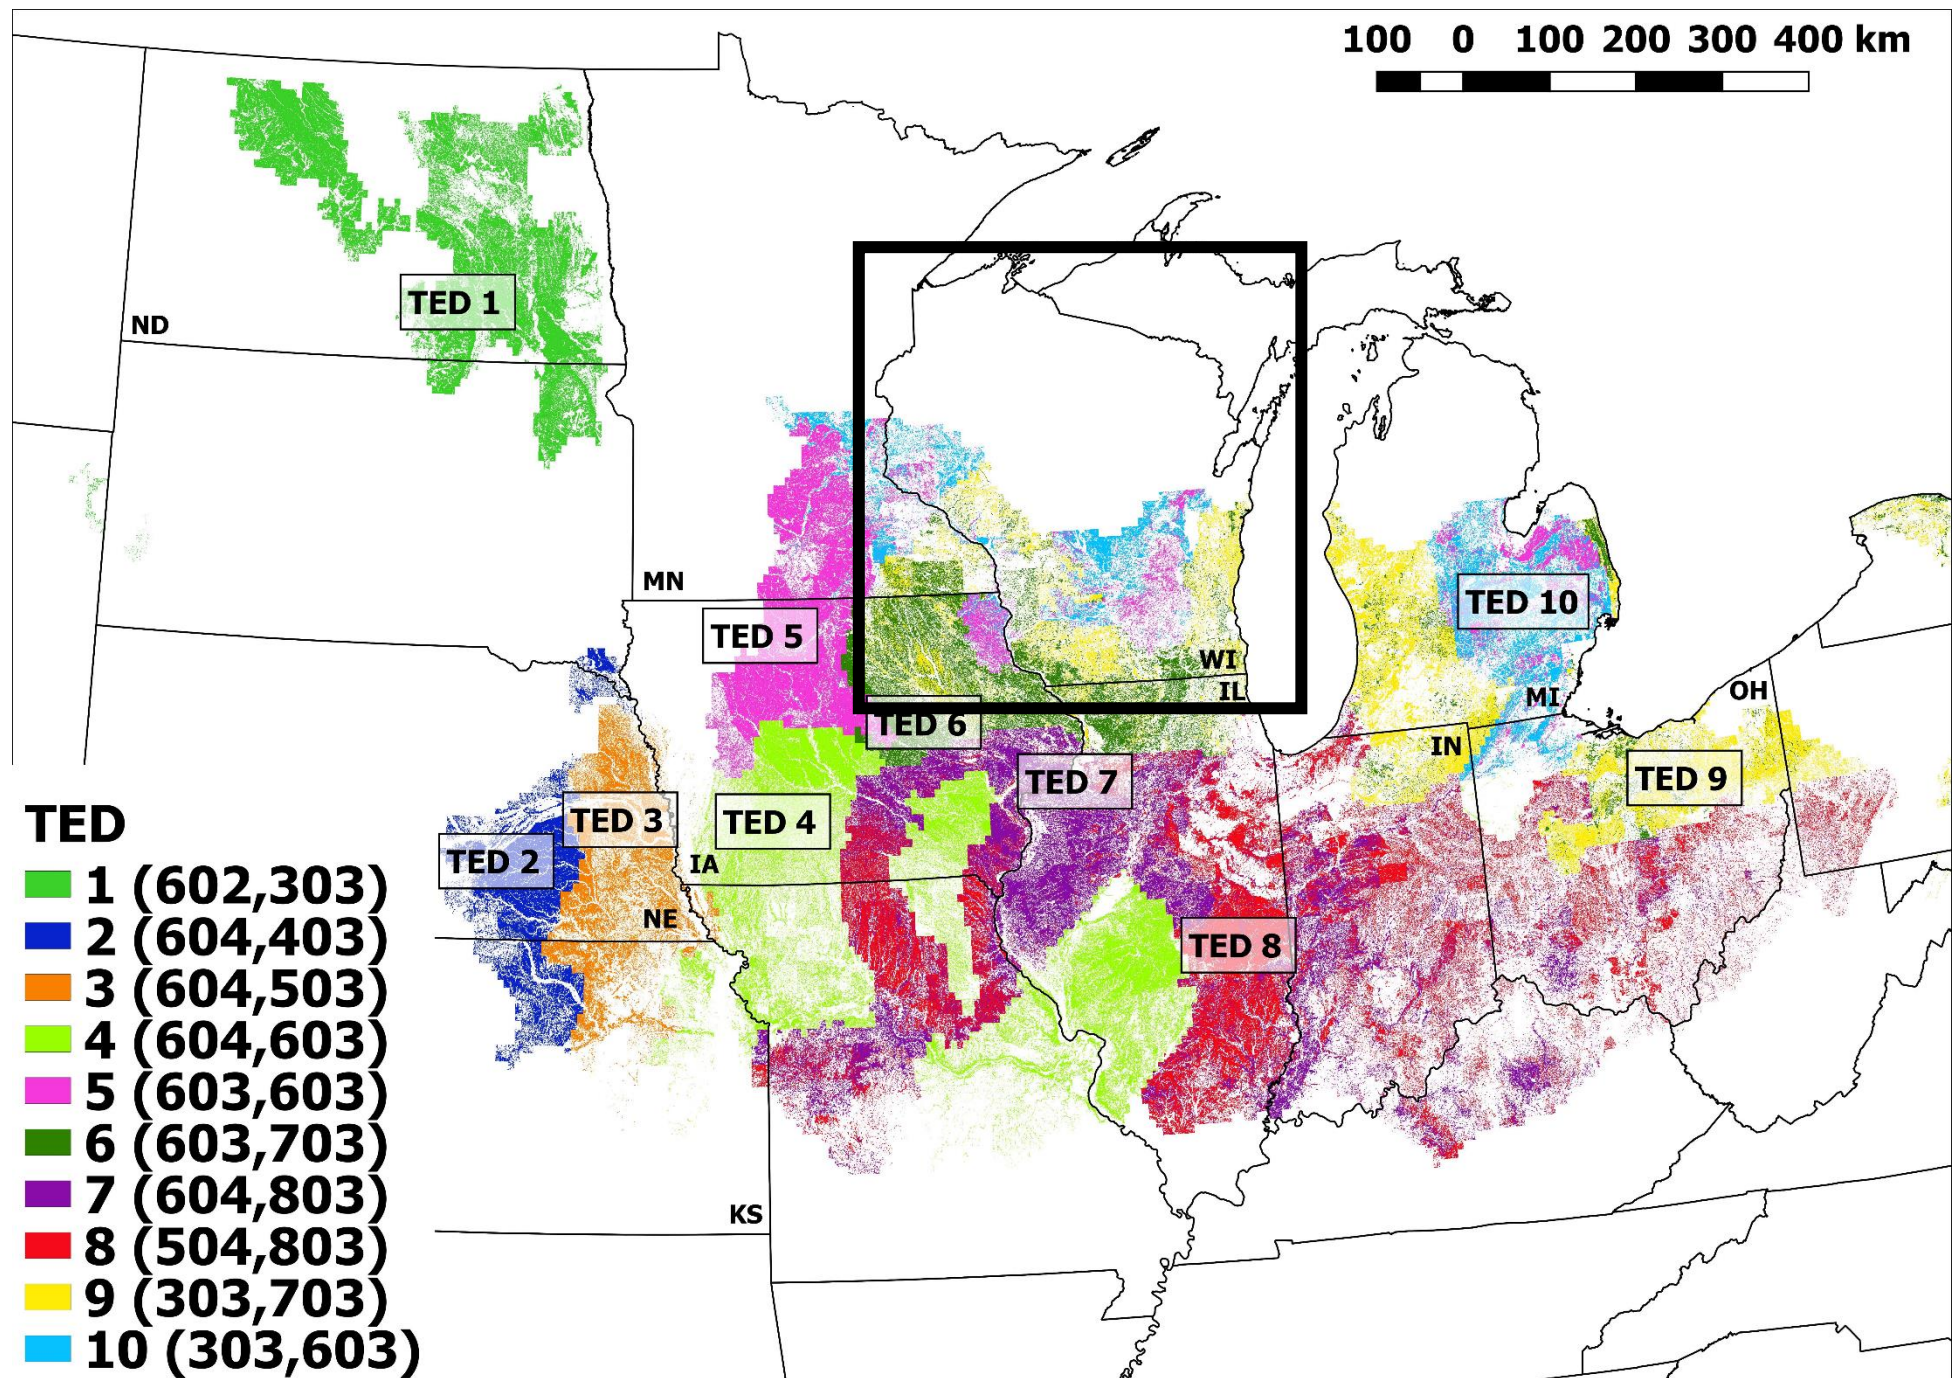 100 0 100 200 300 400 km
TED 1
ND
MN
TED 5
TED 10
WI
IL
MI
OH
TED 6
IN
TED 7
TED 9
TED 3
TED 4
TED 2
IA
NE
TED 8
KS
TED
1 (602,303)
2 (604,403)
3 (604,503)
4 (604,603)
5 (603,603)
6 (603,703)
7 (604,803)
8 (504,803)
9 (303,703)
10 (303,603)